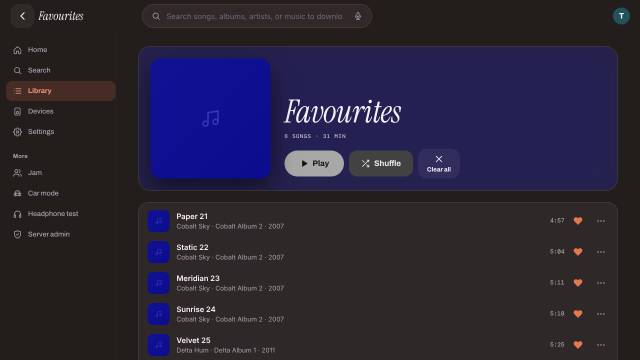 Favourites
Search songs, albums, artists, or music to downlo
T
Home
Search
Library
Devices
Settings
More
Jam
Car mode
Headphone test
Server admin
Favourites
8 SONGS · 31 MIN
Play
Shuffle
Clear all
Paper 21
Cobalt Sky · Cobalt Album 2 · 2007
4:57
Static 22
Cobalt Sky · Cobalt Album 2 · 2007
5:04
Meridian 23
Cobalt Sky · Cobalt Album 2 · 2007
5:11
Sunrise 24
Cobalt Sky · Cobalt Album 2 · 2007
5:18
Velvet 25
Delta Hum · Delta Album 1 · 2011
5:25